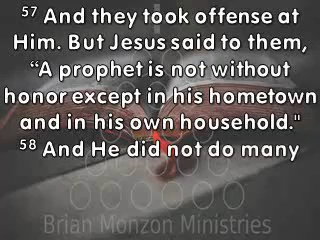 57 And they took offense at
Him. But Jesus said to them,
“A prophet is not without
honor except in his hometown
and in his own household."
58 And He did not do many
Brian Monzon Ministries